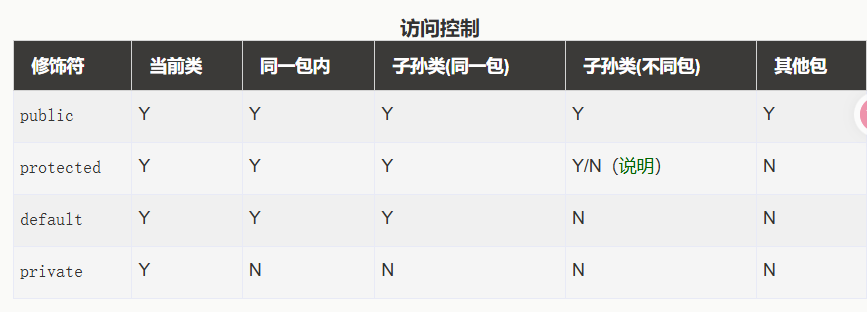 访问控制
修饰符 当前类 同一包内 子孙类(同一包) 子孙类(不同包) 其他包
public Y Y Y Y Y
protected Y Y Y Y/N（说明） N
default Y Y Y N N
private Y N N N N